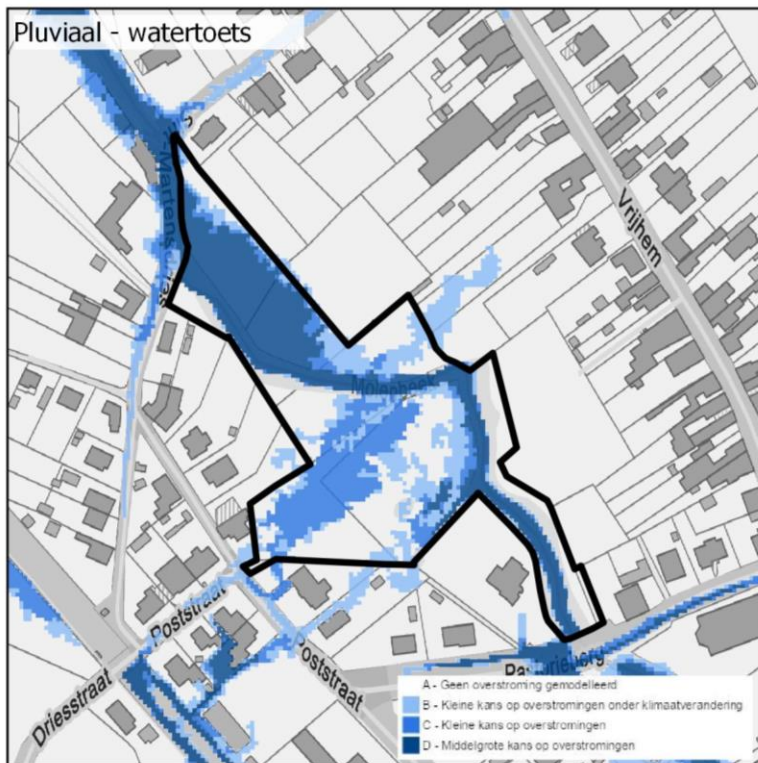 Pluviaal - watertoets
Vrijhem
Molenbeek
Poststraat
Poststraat
Driesstraat
A - Geen overstroming gemodelleerd
B - Kleine kans op overstromingen onder klimaatverandering
C - Kleine kans op overstromingen
D - Middelgrote kans op overstromingen